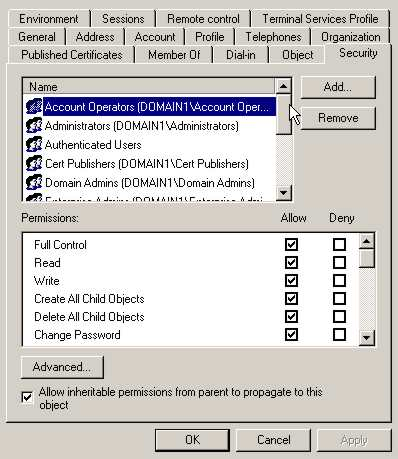 Environment Sessions Remote control Terminal Services Profile
General Address Account Profile Telephones Organization
Published Certificates Member Of Dial-in Object Security
Name
Account Operators (DOMAIN1\Account Oper...
Administrators (DOMAIN1\Administrators)
Authenticated Users
Cert Publishers (DOMAIN1\Cert Publishers)
Domain Admins (DOMAIN1\Domain Admins)
Add...
Remove
Permissions: Allow Deny
Full Control
Read
Write
Create All Child Objects
Delete All Child Objects
Change Password
Advanced...
Allow inheritable permissions from parent to propagate to this
object
OK Cancel Apply